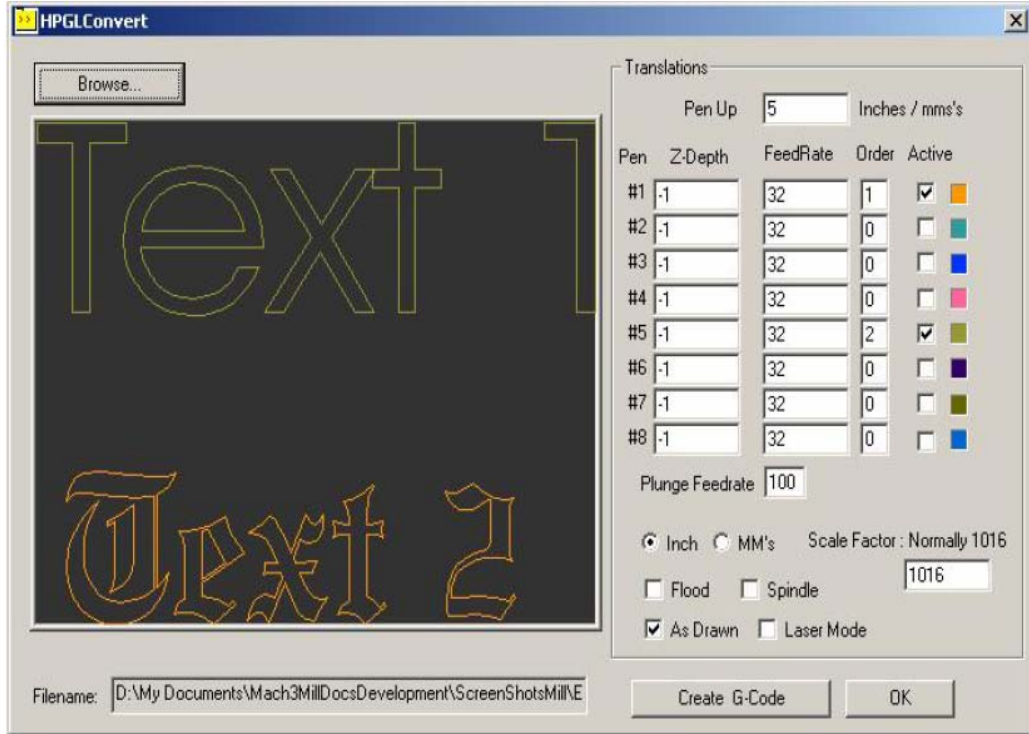 HPGLConvert
Browse...
Text 1
Text 2
Translations
Pen Up 5 Inches / mms's
Pen Z-Depth FeedRate Order Active
#1 -1 32 1
#2 -1 32 0
#3 -1 32 0
#4 -1 32 0
#5 -1 32 2
#6 -1 32 0
#7 -1 32 0
#8 -1 32 0
Plunge Feedrate 100
Inch MM's Scale Factor : Normally 1016
1016
Flood Spindle
As Drawn Laser Mode
Filename: D:\My Documents\Mach3MillDocsDevelopment\ScreenShotsMill\E
Create G-Code OK